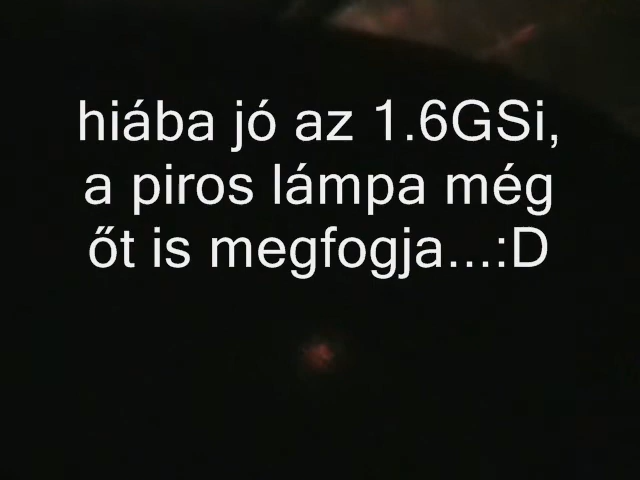 hiába jó az 1.6GSi,
a piros lámpa még
őt is megfogja...:D